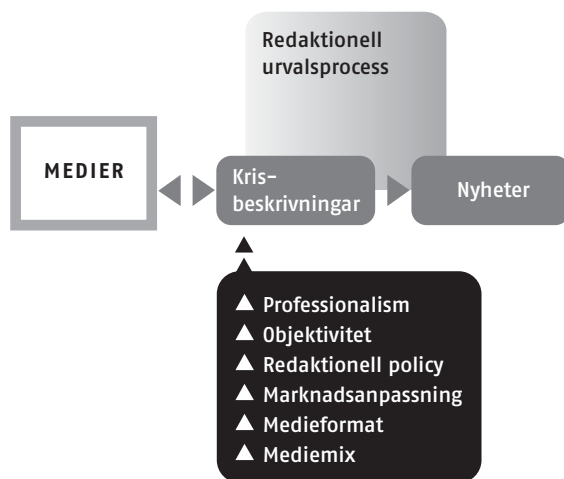 Redaktionell
urvalsprocess
MEDIER
Kris-
beskrivningar
Nyheter
Professionalism
Objektivitet
Redaktionell policy
Marknadsanpassning
Medieformat
Mediemix